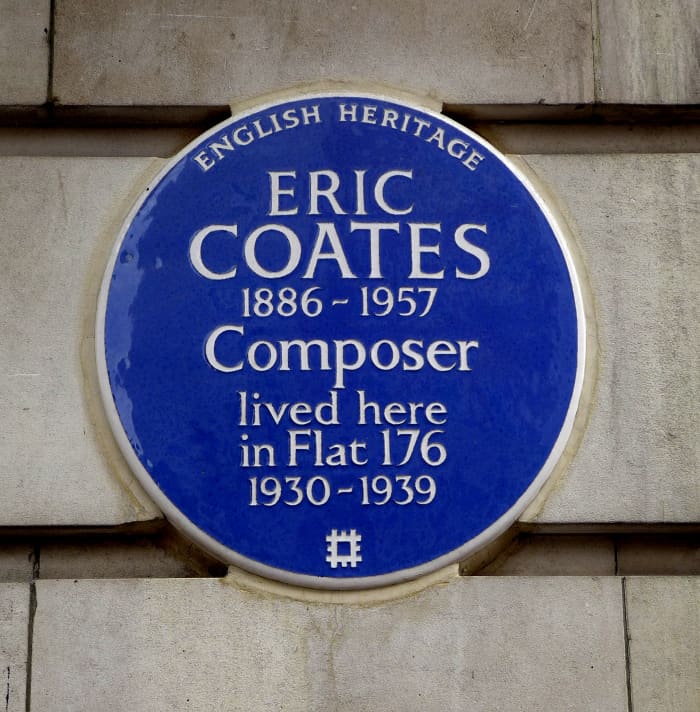 ENGLISH HERITAGE
ERIC
COATES
1886 ~ 1957
Composer
lived here
in Flat 176
1930 ~ 1939